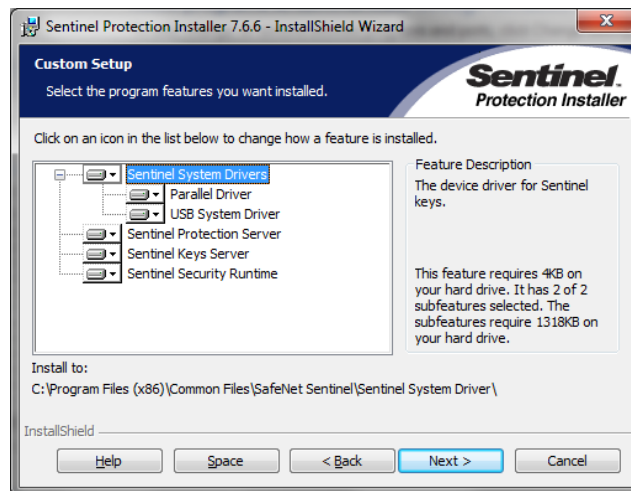 Sentinel Protection Installer 7.6.6 - InstallShield Wizard
Custom Setup
Select the program features you want installed.
Sentinel.
Protection Installer
Click on an icon in the list below to change how a feature is installed.
Sentinel System Drivers
Parallel Driver
USB System Driver
Sentinel Protection Server
Sentinel Keys Server
Sentinel Security Runtime
Feature Description
The device driver for Sentinel
keys.
This feature requires 4KB on
your hard drive. It has 2 of 2
subfeatures selected. The
subfeatures require 1318KB on
your hard drive.
Install to:
C:\Program Files (x86)\Common Files\SafeNet Sentinel\Sentinel System Driver\
InstallShield
Help
Space
< Back
Next >
Cancel